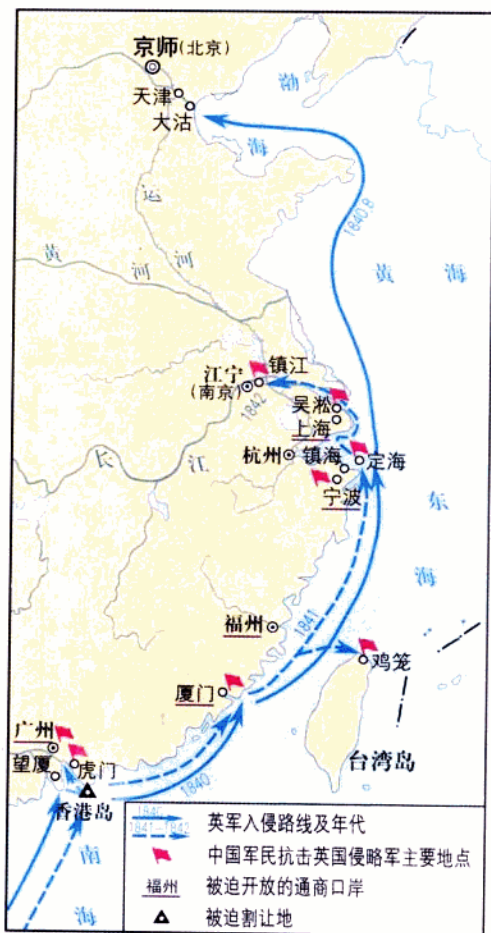 京师(北京)
天津
大沽
渤
海
1840.8
运
河
黄
河
黄 海
江宁
(南京)
镇江
1842
吴淞
上海
长 江
杭州
镇海
定海
宁波
东
海
1841
福州
鸡笼
厦门
广州
望厦
虎门
1840
台湾岛
香港岛
南
海
1840
1841—1842
英军入侵路线及年代
中国军民抗击英国侵略军主要地点
福州 被迫开放的通商口岸
被迫割让地